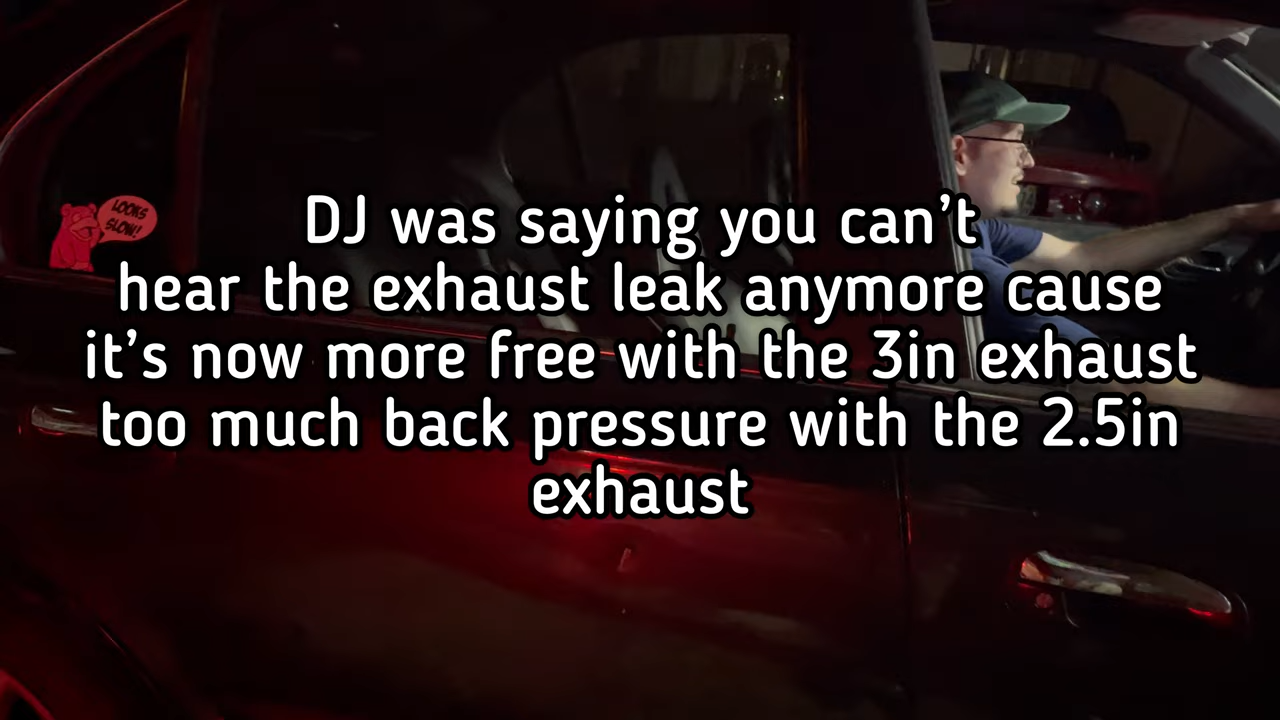 LOOKS
SLOW!
DJ was saying you can’t
hear the exhaust leak anymore cause
it’s now more free with the 3in exhaust
too much back pressure with the 2.5in
exhaust